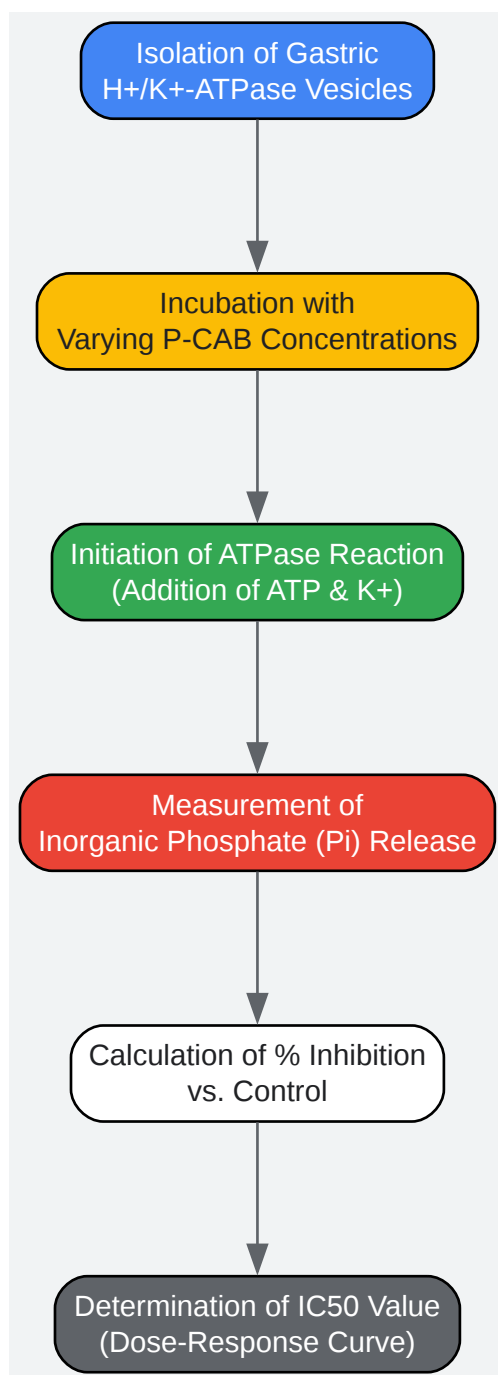 Isolation of Gastric
H+/K+-ATPase Vesicles
Incubation with
Varying P-CAB Concentrations
Initiation of ATPase Reaction
(Addition of ATP & K+)
Measurement of
Inorganic Phosphate (Pi) Release
Calculation of % Inhibition
vs. Control
Determination of IC50 Value
(Dose-Response Curve)